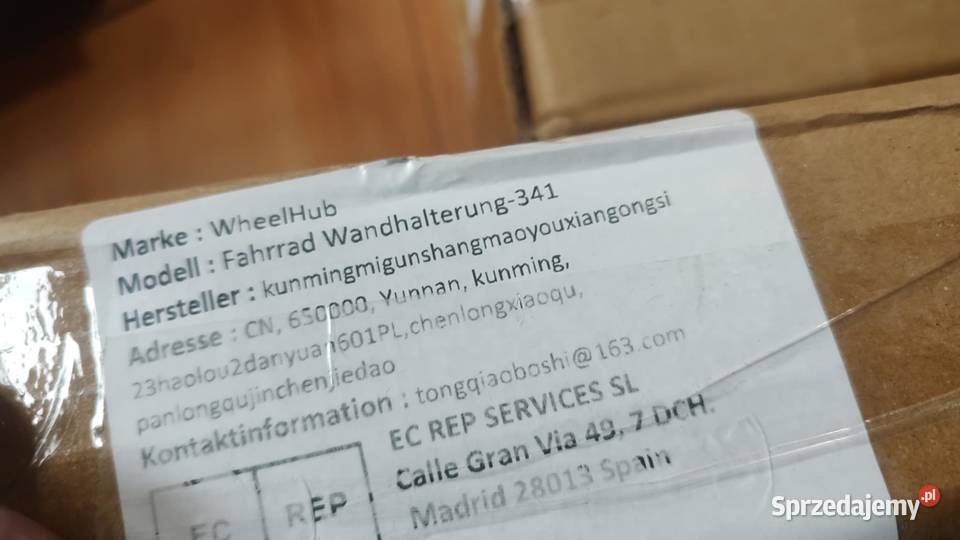 Marke : WheelHub
Modell : Fahrrad Wandhalterung-341
Hersteller : kunmingmigunshangmaoyouxiangongsi
Adresse : CN, 650000, Yunnan, kunming,
23haolou2danyuan601PL,chenlongxiaoqu,
panlongqujinchenjiedao
Kontaktinformation : tongqiaoboshi@163.com
EC REP SERVICES SL
Calle Gran Via 49, 7 DCH.
Madrid 28013 Spain
EC REP
Sprzedajemy.pl